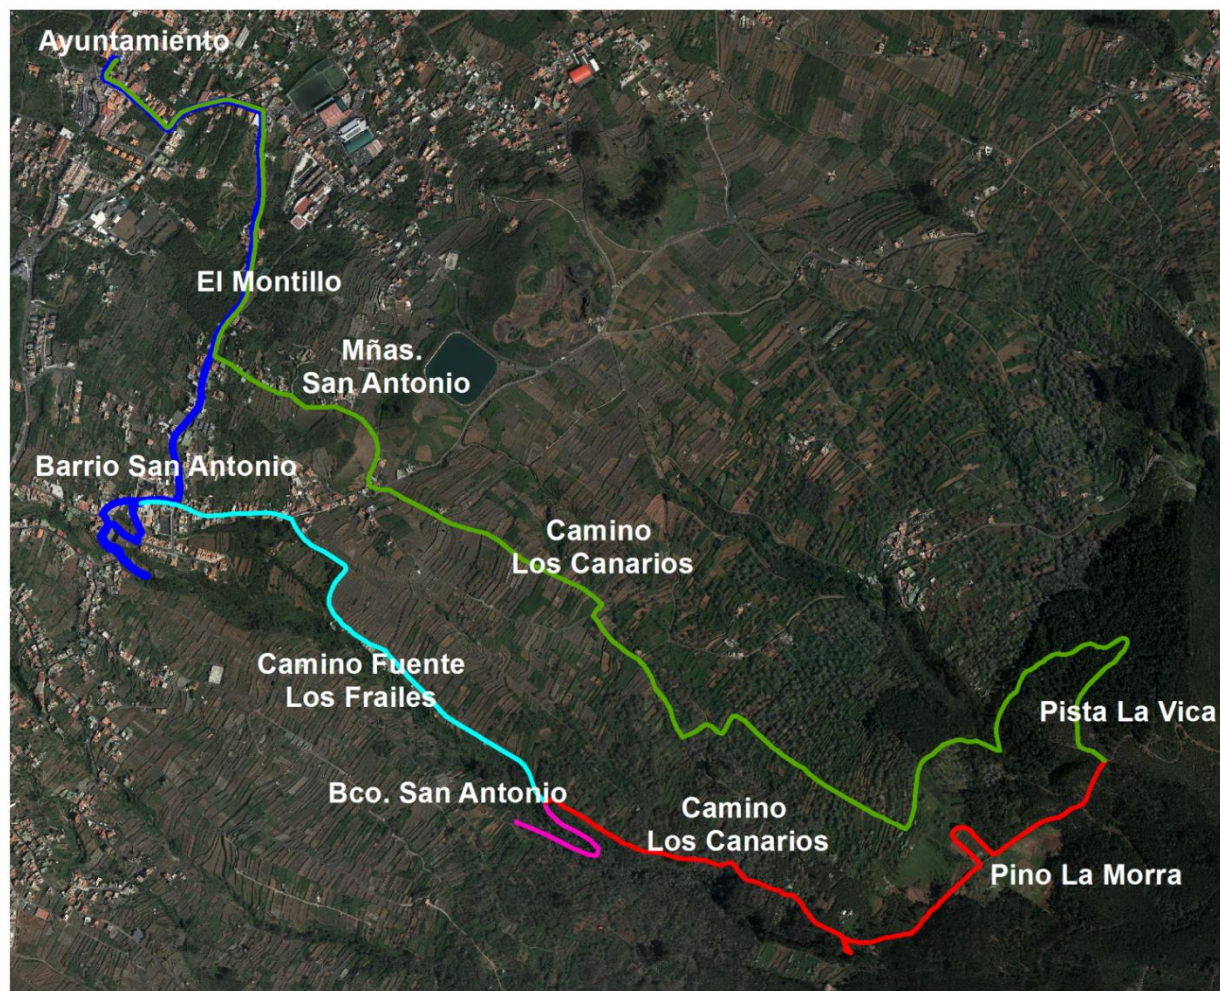 Ayuntamiento
El Montillo
Mñas.
San Antonio
Barrio San Antonio
Camino
Los Canarios
Camino Fuente
Los Frailes
Pista La Vica
Bco. San Antonio
Camino
Los Canarios
Pino La Morra